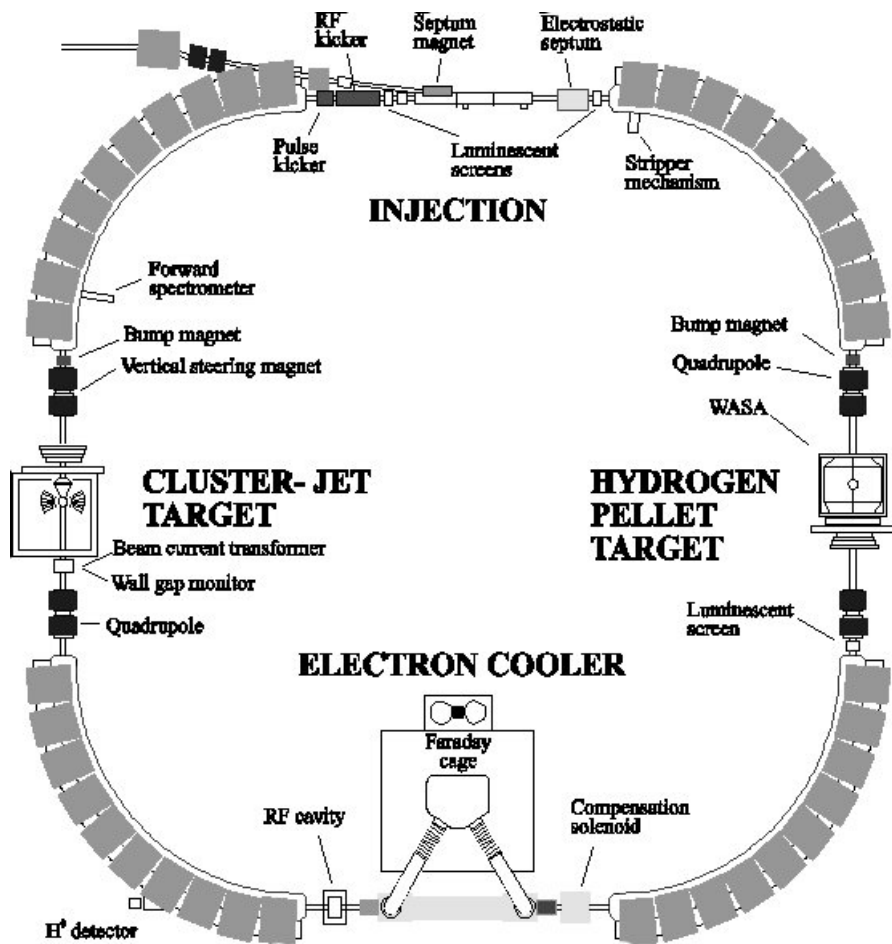 RF
kicker
Septum
magnet
Electrostatic
septum
Pulse
kicker
Luminescent
screens
Stripper
mechanism
INJECTION
Forward
spectrometer
Bump magnet
Vertical steering magnet
Bump magnet
Quadrupole
WASA
CLUSTER- JET
TARGET
HYDROGEN
PELLET
TARGET
Beam current transformer
Wall gap monitor
Quadrupole
Luminescent
screen
ELECTRON COOLER
Faraday
cage
RF cavity
Compensation
solenoid
H⁰ detector